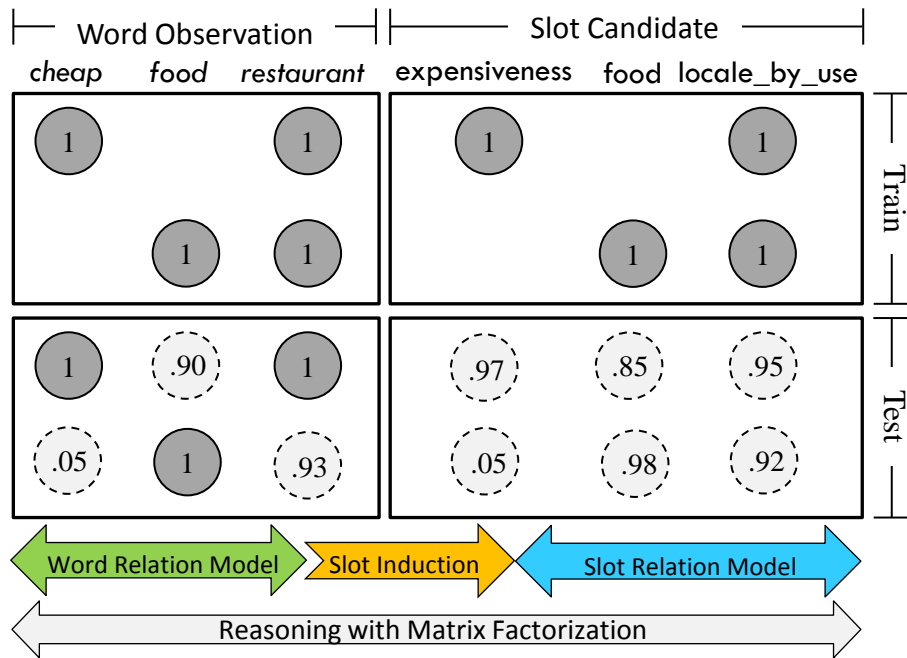 Word Observation Slot Candidate
cheap food restaurant expensiveness food locale_by_use
1 1 1 1
Train
1 1 1 1
1 .90 1 .97 .85 .95
Test
.05 1 .93 .05 .98 .92
Word Relation Model Slot Induction Slot Relation Model
Reasoning with Matrix Factorization